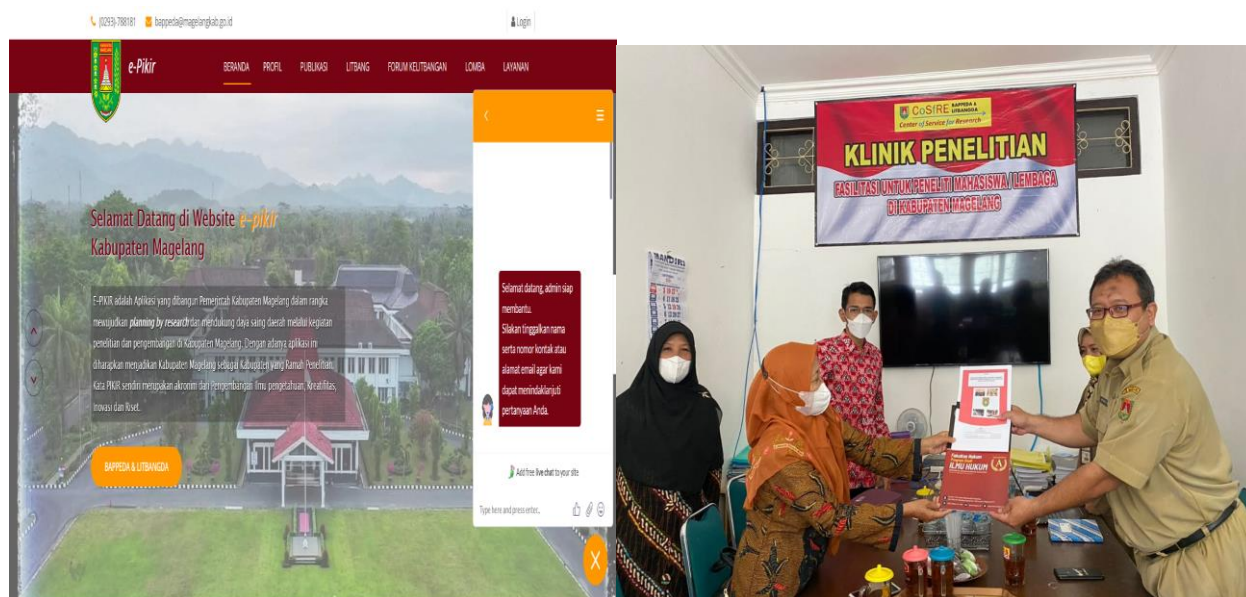 (0293)-788181 bappeda@magelangkab.go.id Login
e-Pikir BERANDA PROFIL PUBLIKASI LITBANG FORUM KELITBANGAN LOMBA LAYANAN
Selamat Datang di Website e-pikir
Kabupaten Magelang
E-PIKIR adalah Aplikasi yang dibangun Pemerintah Kabupaten Magelang dalam rangka
mewujudkan planning by research dan mendukung daya saing daerah melalui kegiatan
penelitian dan pengembangan di Kabupaten Magelang. Dengan adanya aplikasi ini
diharapkan menjadikan Kabupaten Magelang sebagai Kabupaten yang Ramah Penelitian.
Kata PIKIR sendiri merupakan akronim dari Pengembangan Ilmu pengetahuan, Kreatifitas,
Inovasi dan Riset.
BAPPEDA & LITBANGDA
Selamat datang, admin siap
membantu.
Silakan tinggalkan nama
serta nomor kontak atau
alamat email agar kami
dapat menindaklanjuti
pertanyaan Anda.
Add free live chat to your site
Type here and press enter..
CoSfRE BAPPEDA &
LITBANGDA
Center of Service for Research
KLINIK PENELITIAN
FASILITASI UNTUK PENELITI MAHASISWA / LEMBAGA
DI KABUPATEN MAGELANG
Fakultas Hukum
ILMU HUKUM